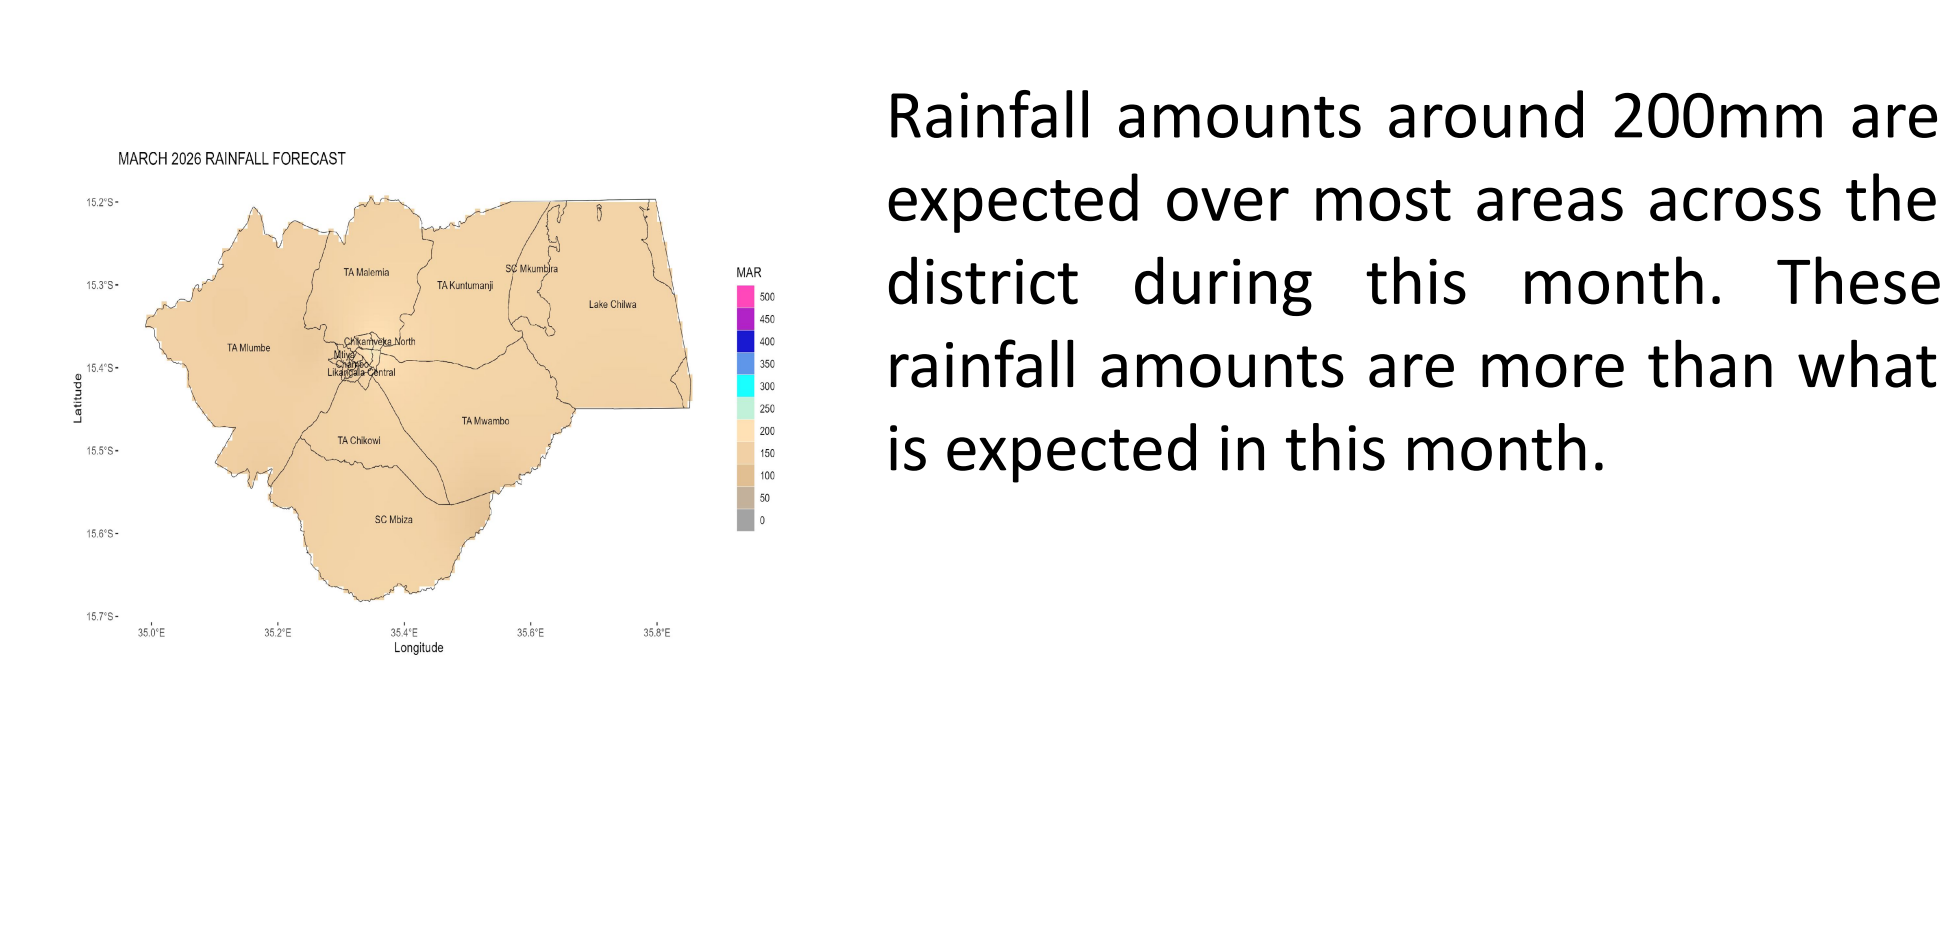 Rainfall amounts around 200mm are
expected over most areas across the
district during this month. These
rainfall amounts are more than what
is expected in this month.
MARCH 2026 RAINFALL FORECAST
15.2°S
15.3°S
15.4°S
15.5°S
15.6°S
15.7°S
Latitude
TA Malemia
SC Mkumbira
TA Kuntumanji
Lake Chilwa
Chikamveka North
TA Mlumbe
Mtiya
Likangala Central
TA Mwambo
TA Chikowi
SC Mbiza
35.0°E
35.2°E
35.4°E
35.6°E
35.8°E
Longitude
MAR
500
450
400
350
300
250
200
150
100
50
0